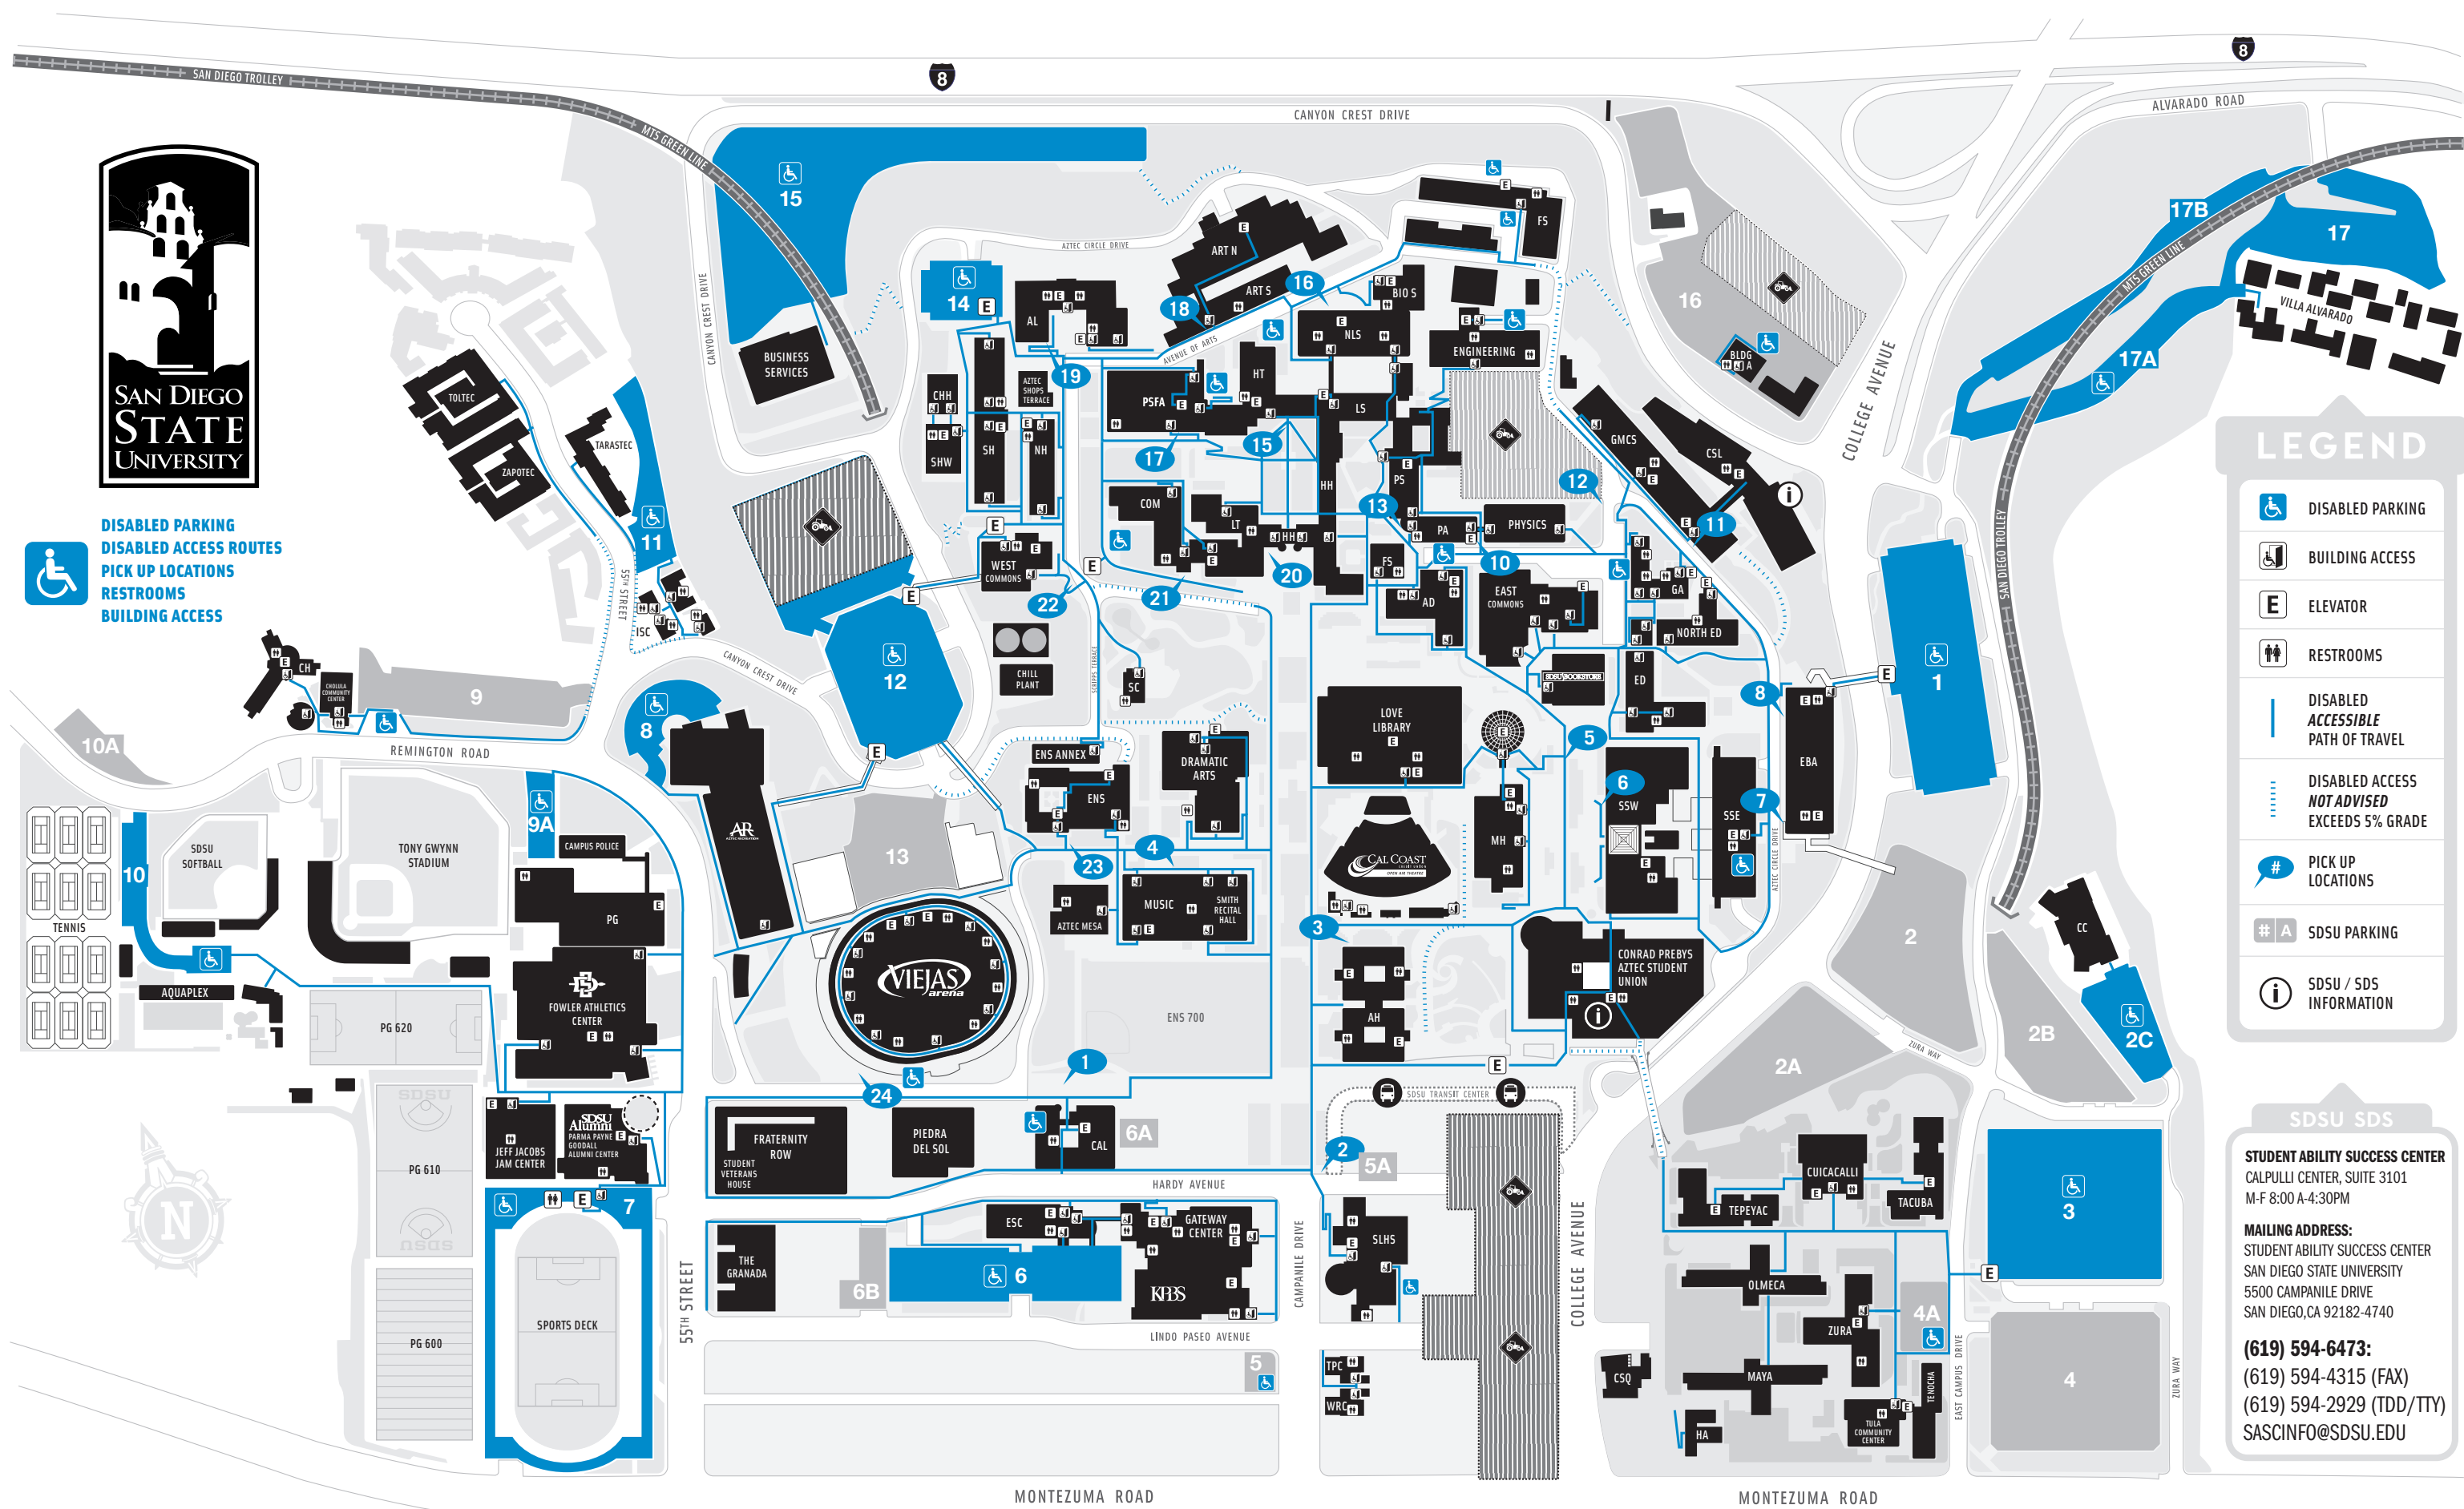 8
8
SAN DIEGO TROLLEY
MTS GREEN LINE
CANYON CREST DRIVE
ALVARADO ROAD
SAN DIEGO
STATE
UNIVERSITY
DISABLED PARKING
DISABLED ACCESS ROUTES
PICK UP LOCATIONS
RESTROOMS
BUILDING ACCESS
15
CANYON CREST DRIVE
AZTEC CIRCLE DRIVE
BUSINESS
SERVICES
TOLTEC
ZAPOTEC
TARASTEC
11
55TH STREET
ISC
CH
CHOLULA
COMMUNITY
CENTER
9
10A
REMINGTON ROAD
CANYON CREST DRIVE
8
12
14
E
AL
19
CHH
SHW
SH
NH
AZTEC
SHOPS
TERRACE
WEST
COMMONS
22
CHILL
PLANT
SCRIPPS TERRACE
SC
ART N
ART S
18
16
AVENUE OF ARTS
PSFA
HT
17
15
COM
LT
HH
HH
20
21
BIO S
NLS
LS
ENGINEERING
FS
PS
13
PA
PHYSICS
12
10
FS
AD
EAST
COMMONS
SDSU BOOKSTORE
GMCS
CSL
11
GA
NORTH ED
ED
8
EBA
7
1
16
BLDG
A
COLLEGE AVENUE
SAN DIEGO TROLLEY
17B
17
17A
MTS GREEN LINE
VILLA ALVARADO
LEGEND
DISABLED PARKING
BUILDING ACCESS
E
ELEVATOR
RESTROOMS
DISABLED
ACCESSIBLE
PATH OF TRAVEL
DISABLED ACCESS
NOT ADVISED
EXCEEDS 5% GRADE
#
PICK UP
LOCATIONS
# A
SDSU PARKING
i
SDSU / SDS
INFORMATION
TENNIS
10
SDSU
SOFTBALL
TONY GWYNN
STADIUM
9A
CAMPUS POLICE
PG
AQUAPLEX
PG 620
FOWLER ATHLETICS
CENTER
AR
AZTEC RECREATION
13
ENS ANNEX
ENS
DRAMATIC
ARTS
4
23
MUSIC
SMITH
RECITAL
HALL
AZTEC MESA
VIEJAS
arena
ENS 700
1
24
LOVE
LIBRARY
5
6
CAL COAST
CREDIT UNION
OPEN AIR THEATRE
MH
SSW
SSE
AZTEC CIRCLE DRIVE
3
AH
CONRAD PREBYS
AZTEC STUDENT
UNION
i
SDSU TRANSIT CENTER
2
2A
2B
2C
CC
ZURA WAY
SDSU
SDSU
PG 610
PG 600
JEFF JACOBS
JAM CENTER
SDSU
Alumni
PARMA PAYNE
GOODALL
ALUMNI CENTER
7
SPORTS DECK
55TH STREET
FRATERNITY
ROW
STUDENT
VETERANS
HOUSE
PIEDRA
DEL SOL
CAL
6A
HARDY AVENUE
THE
GRANADA
6B
6
ESC
GATEWAY
CENTER
KPBS
LINDO PASEO AVENUE
5
CAMPANILE DRIVE
2
5A
SLHS
TPC
WRC
COLLEGE AVENUE
TEPEYAC
CUICACALLI
TACUBA
OLMECA
ZURA
MAYA
4A
TENOCHA
TULA
COMMUNITY
CENTER
CSQ
HA
EAST CAMPUS DRIVE
3
4
ZURA WAY
MONTEZUMA ROAD
MONTEZUMA ROAD
N
SDSU SDS
STUDENT ABILITY SUCCESS CENTER
CALPULLI CENTER, SUITE 3101
M-F 8:00 A-4:30PM
MAILING ADDRESS:
STUDENT ABILITY SUCCESS CENTER
SAN DIEGO STATE UNIVERSITY
5500 CAMPANILE DRIVE
SAN DIEGO,CA 92182-4740
(619) 594-6473:
(619) 594-4315 (FAX)
(619) 594-2929 (TDD/TTY)
SASCINFO@SDSU.EDU